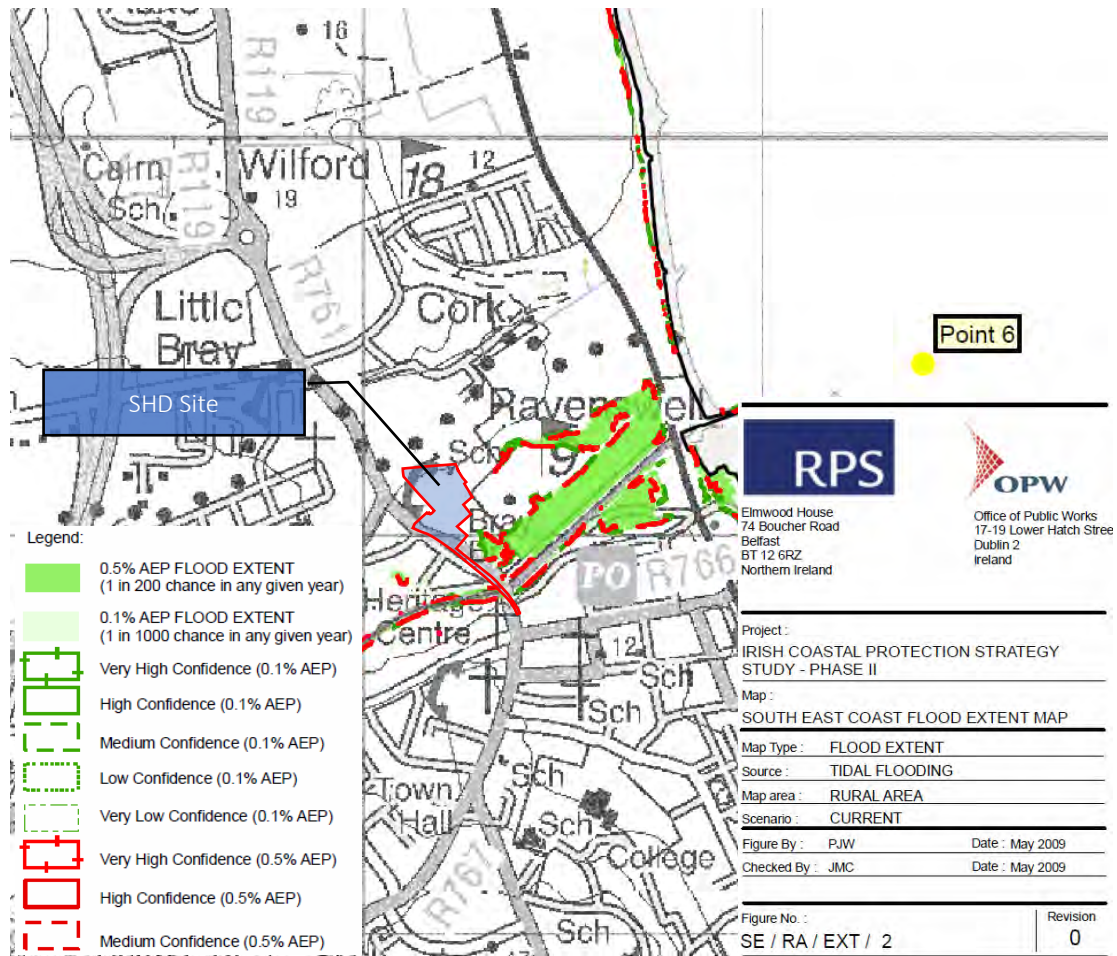 16
R119
Cairn
Wilford
Sch.
R119
19
18
12
R761
Little
Bray
Cork
Point 6
SHD Site
Ravenswell
Sch
9
Bra
PO
R766
Heritage
Centre
12
Sch
Sch
Sch
Town
Hall
Sch
College
R767
Sch
Legend:
0.5% AEP FLOOD EXTENT
(1 in 200 chance in any given year)
0.1% AEP FLOOD EXTENT
(1 in 1000 chance in any given year)
Very High Confidence (0.1% AEP)
High Confidence (0.1% AEP)
Medium Confidence (0.1% AEP)
Low Confidence (0.1% AEP)
Very Low Confidence (0.1% AEP)
Very High Confidence (0.5% AEP)
High Confidence (0.5% AEP)
Medium Confidence (0.5% AEP)
RPS
Elmwood House
74 Boucher Road
Belfast
BT 12 6RZ
Northern Ireland
OPW
Office of Public Works
17-19 Lower Hatch Stree
Dublin 2
Ireland
Project :
IRISH COASTAL PROTECTION STRATEGY
STUDY - PHASE II
Map :
SOUTH EAST COAST FLOOD EXTENT MAP
Map Type : FLOOD EXTENT
Source : TIDAL FLOODING
Map area : RURAL AREA
Scenario : CURRENT
Figure By : PJW Date : May 2009
Checked By : JMC Date : May 2009
Figure No. :
SE / RA / EXT / 2
Revision
0